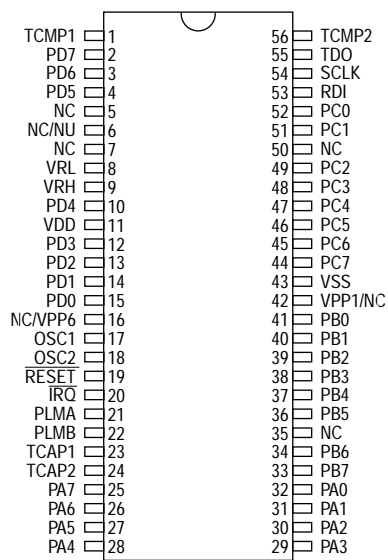 TCMP1 1 56 TCMP2
PD7 2 55 TDO
PD6 3 54 SCLK
PD5 4 53 RDI
NC 5 52 PC0
NC/NU 6 51 PC1
NC 7 50 NC
VRL 8 49 PC2
VRH 9 48 PC3
PD4 10 47 PC4
VDD 11 46 PC5
PD3 12 45 PC6
PD2 13 44 PC7
PD1 14 43 VSS
PD0 15 42 VPP1/NC
NC/VPP6 16 41 PB0
OSC1 17 40 PB1
OSC2 18 39 PB2
RESET 19 38 PB3
IRQ 20 37 PB4
PLMA 21 36 PB5
PLMB 22 35 NC
TCAP1 23 34 PB6
TCAP2 24 33 PB7
PA7 25 32 PA0
PA6 26 31 PA1
PA5 27 30 PA2
PA4 28 29 PA3